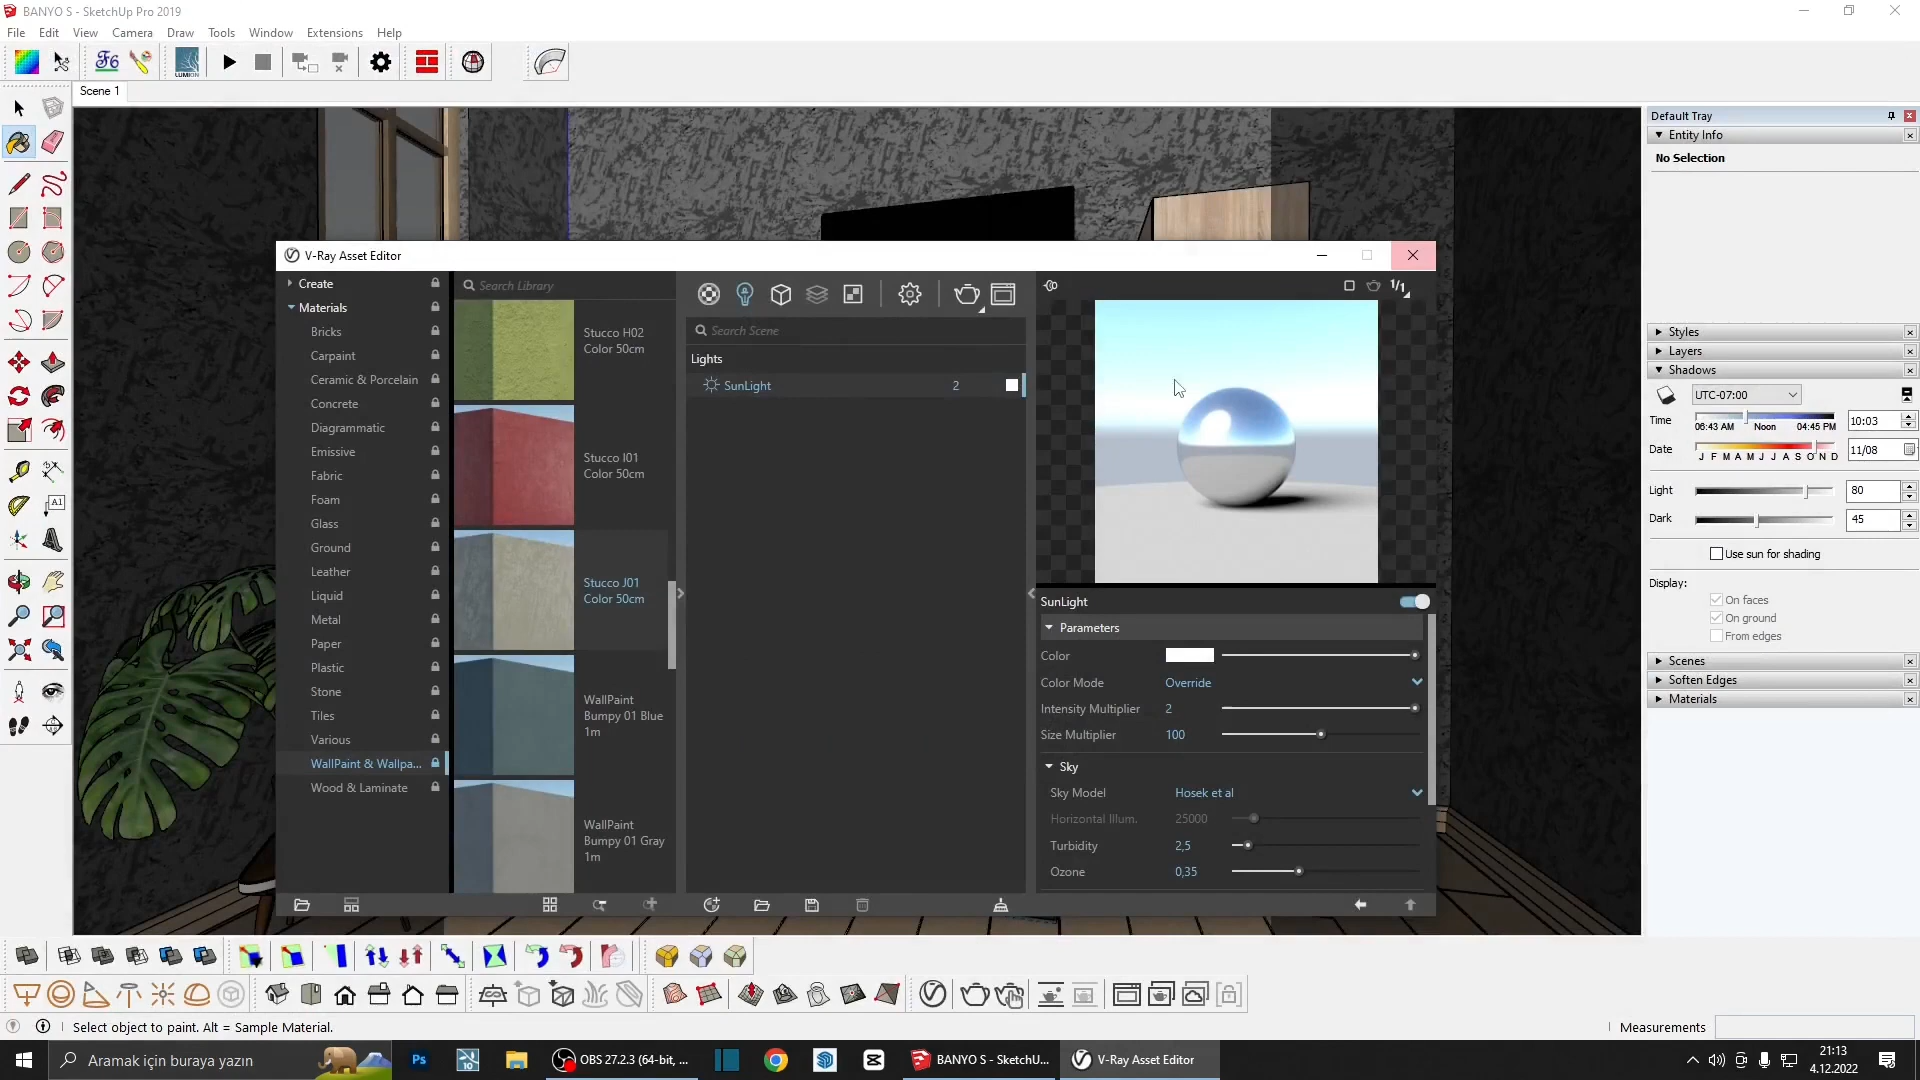 BANYO S - SketchUp Pro 2019
File Edit View Camera Draw Tools Window Extensions Help
LUMION
Scene 1
V-Ray Asset Editor
Create
Materials
Bricks
Carpaint
Ceramic & Porcelain
Concrete
Diagrammatic
Emissive
Fabric
Foam
Glass
Ground
Leather
Liquid
Metal
Paper
Plastic
Stone
Tiles
Various
WallPaint & Wallpa...
Wood & Laminate
Search Library
Stucco H02
Color 50cm
Stucco I01
Color 50cm
Stucco J01
Color 50cm
WallPaint
Bumpy 01 Blue
1m
WallPaint
Bumpy 01 Gray
1m
Search Scene
Lights
SunLight 2
1/1
SunLight
Parameters
Color
Color Mode Override
Intensity Multiplier 2
Size Multiplier 100
Sky
Sky Model Hosek et al
Horizontal Illum. 25000
Turbidity 2,5
Ozone 0,35
Default Tray
Entity Info
No Selection
Styles
Layers
Shadows
UTC-07:00
Time 06:43 AM Noon 04:45 PM 10:03
Date J F M A M J J A S O N D 11/08
Light 80
Dark 45
Use sun for shading
Display:
On faces
On ground
From edges
Scenes
Soften Edges
Materials
A1
Select object to paint. Alt = Sample Material.
Measurements
Aramak için buraya yazın
Ps
10
OBS 27.2.3 (64-bit, ...
BANYO S - SketchU...
V-Ray Asset Editor
21:13
4.12.2022